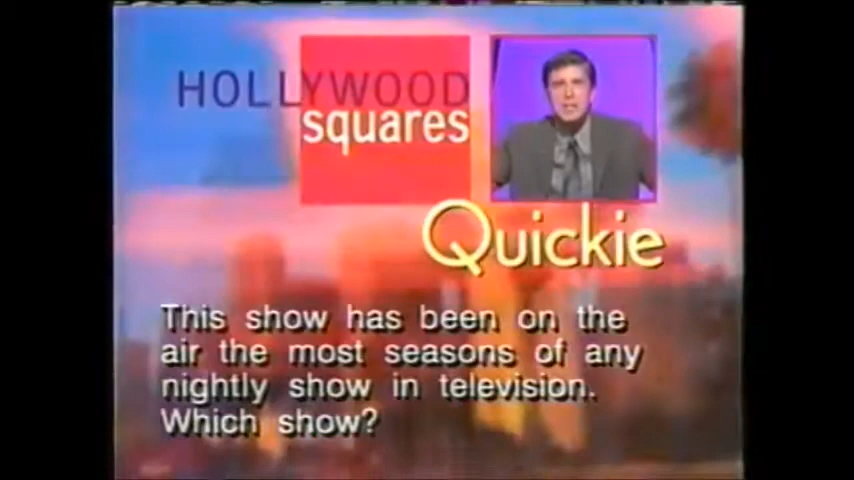 HOLLYWOOD
squares
Quickie
This show has been on the
air the most seasons of any
nightly show in television.
Which show?